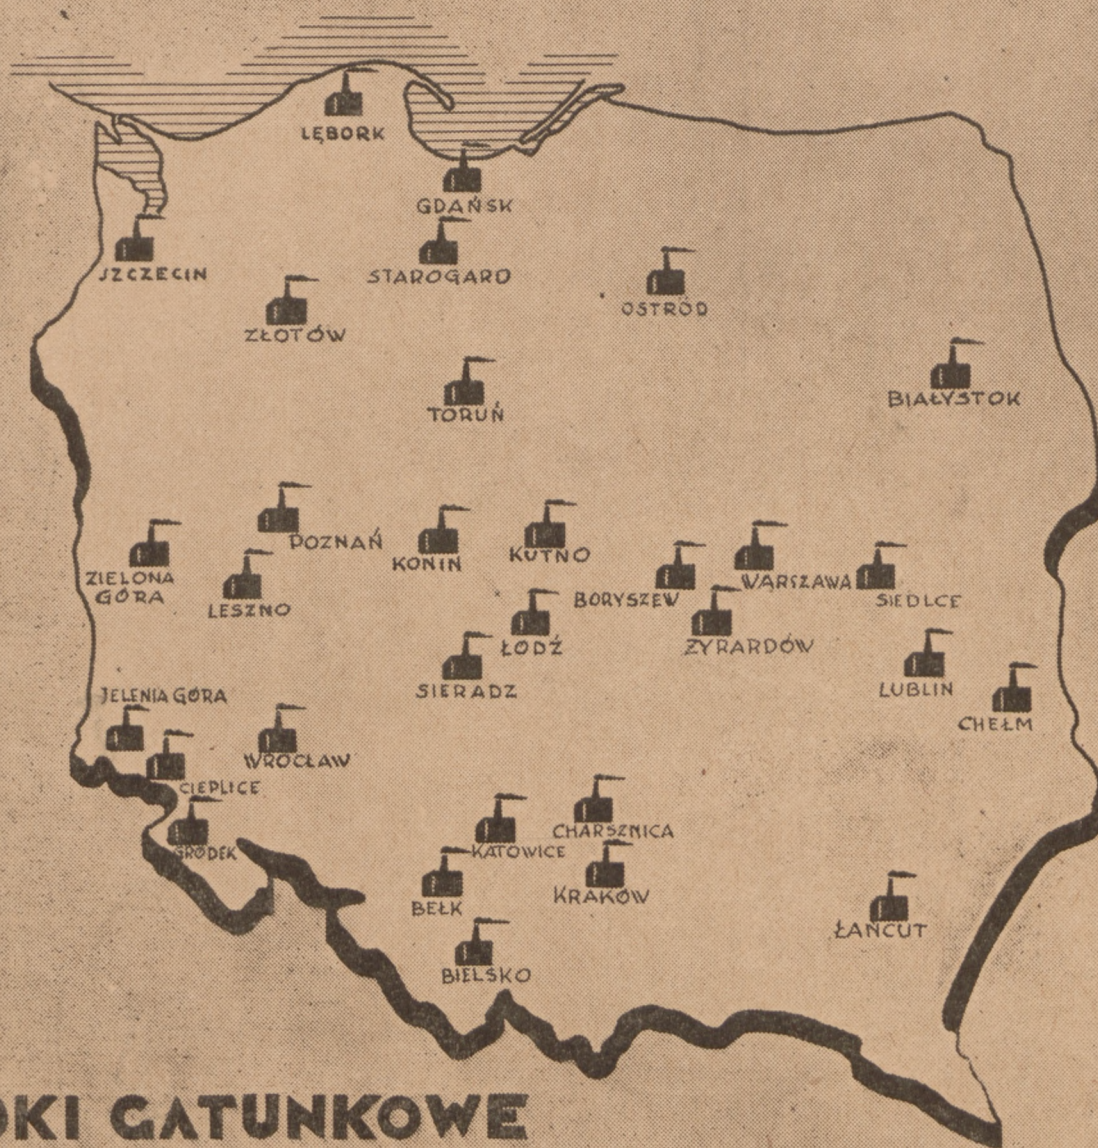 LĘBORK
GDAŃSK
SZCZECIN
STAROGARD
OSTRÓD
ZŁOTÓW
BIAŁYSTOK
TORUŃ
POZNAŃ
KONIN
KUTNO
ZIELONA
GÓRA
LESZNO
BORYSZEW
WARSZAWA
SIEDLCE
ŁÓDŹ
ŻYRARDÓW
SIERADZ
LUBLIN
JELENIA GÓRA
CHEŁM
WROCŁAW
CIEPLICE
CHARSZNICA
GRÓDEK
KATOWICE
KRAKÓW
BEŁK
ŁAŃCUT
BIELSKO
GATUNKOWE